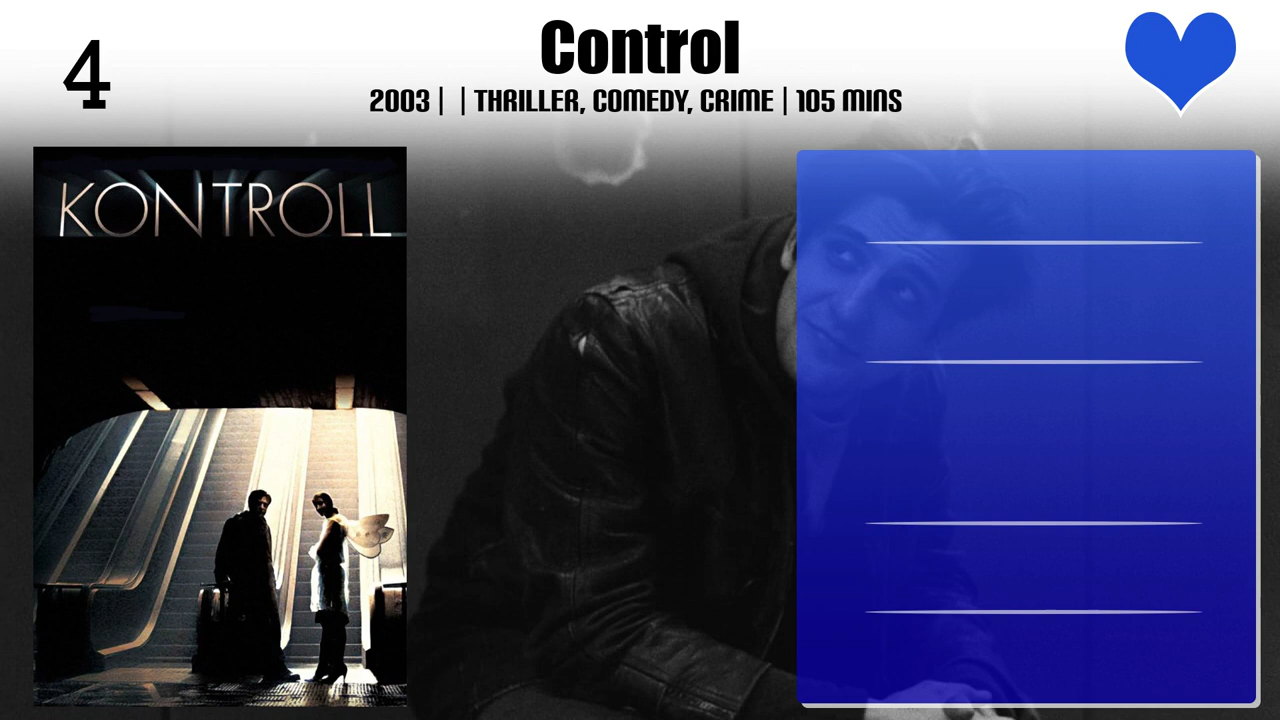 4
Control
2003 | | THRILLER, COMEDY, CRIME | 105 MINS
KONTROLL